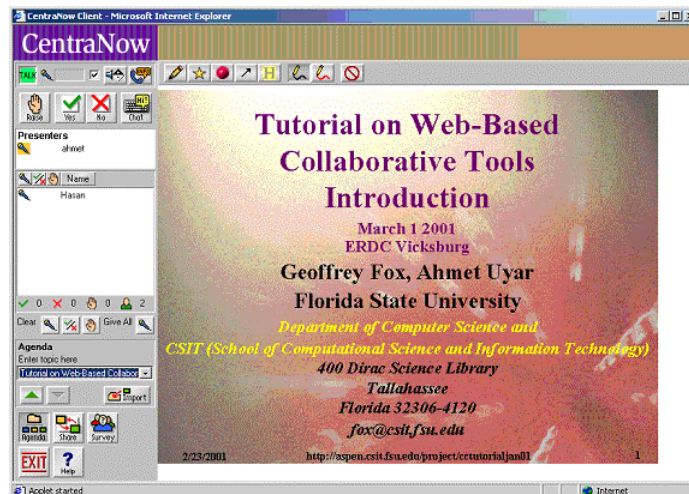 CentraNow Client - Microsoft Internet Explorer
CentraNow
TALK
Raise
Yes
No
Chat
Presenters
ahmet
Name
Hasan
0 0 0 2
Clear
Give All
Agenda
Enter topic here
Tutorial on Web-Based Collabor
Import
Agenda
Share
Survey
EXIT
Help
Tutorial on Web-Based
Collaborative Tools
Introduction
March 1 2001
ERDC Vicksburg
Geoffrey Fox, Ahmet Uyar
Florida State University
Department of Computer Science and
CSIT (School of Computational Science and Information Technology)
400 Dirac Science Library
Tallahassee
Florida 32306-4120
fox@csit.fsu.edu
2/23/2001 http://aspen.csit.fsu.edu/project/cctutorialjan01 1
Applet started
Internet